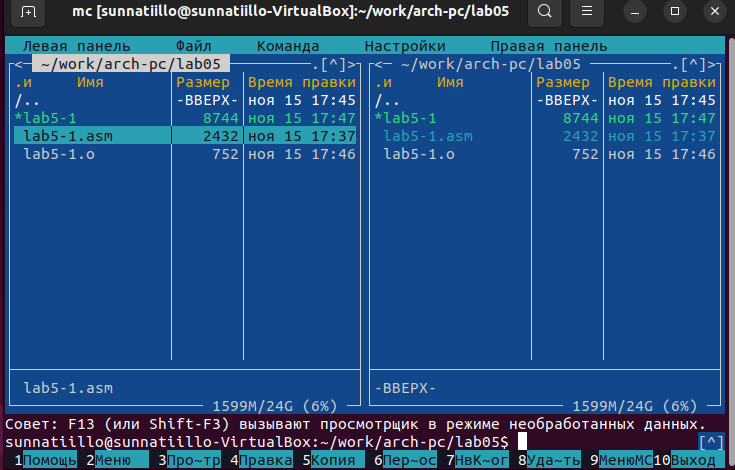 mc [sunnatiillo@sunnatiillo-VirtualBox]:~/work/arch-pc/lab05
Левая панель Файл Команда Настройки Правая панель
<─ ~/work/arch-pc/lab05 ─.[^]> <─ ~/work/arch-pc/lab05 ─.[^]>
.и Имя Размер Время правки .и Имя Размер Время правки
/.. -ВВЕРХ- ноя 15 17:45 /.. -ВВЕРХ- ноя 15 17:45
*lab5-1 8744 ноя 15 17:47 *lab5-1 8744 ноя 15 17:47
lab5-1.asm 2432 ноя 15 17:37 lab5-1.asm 2432 ноя 15 17:37
lab5-1.o 752 ноя 15 17:46 lab5-1.o 752 ноя 15 17:46
lab5-1.asm -ВВЕРХ-
1599M/24G (6%) 1599M/24G (6%)
Совет: F13 (или Shift-F3) вызывают просмотрщик в режиме необработанных данных.
sunnatiillo@sunnatiillo-VirtualBox:~/work/arch-pc/lab05$ [^]
1Помощь 2Меню 3Про~тр 4Правка 5Копия 6Пер~ос 7НвК~ог 8Уда~ть 9МенюMC 10Выход